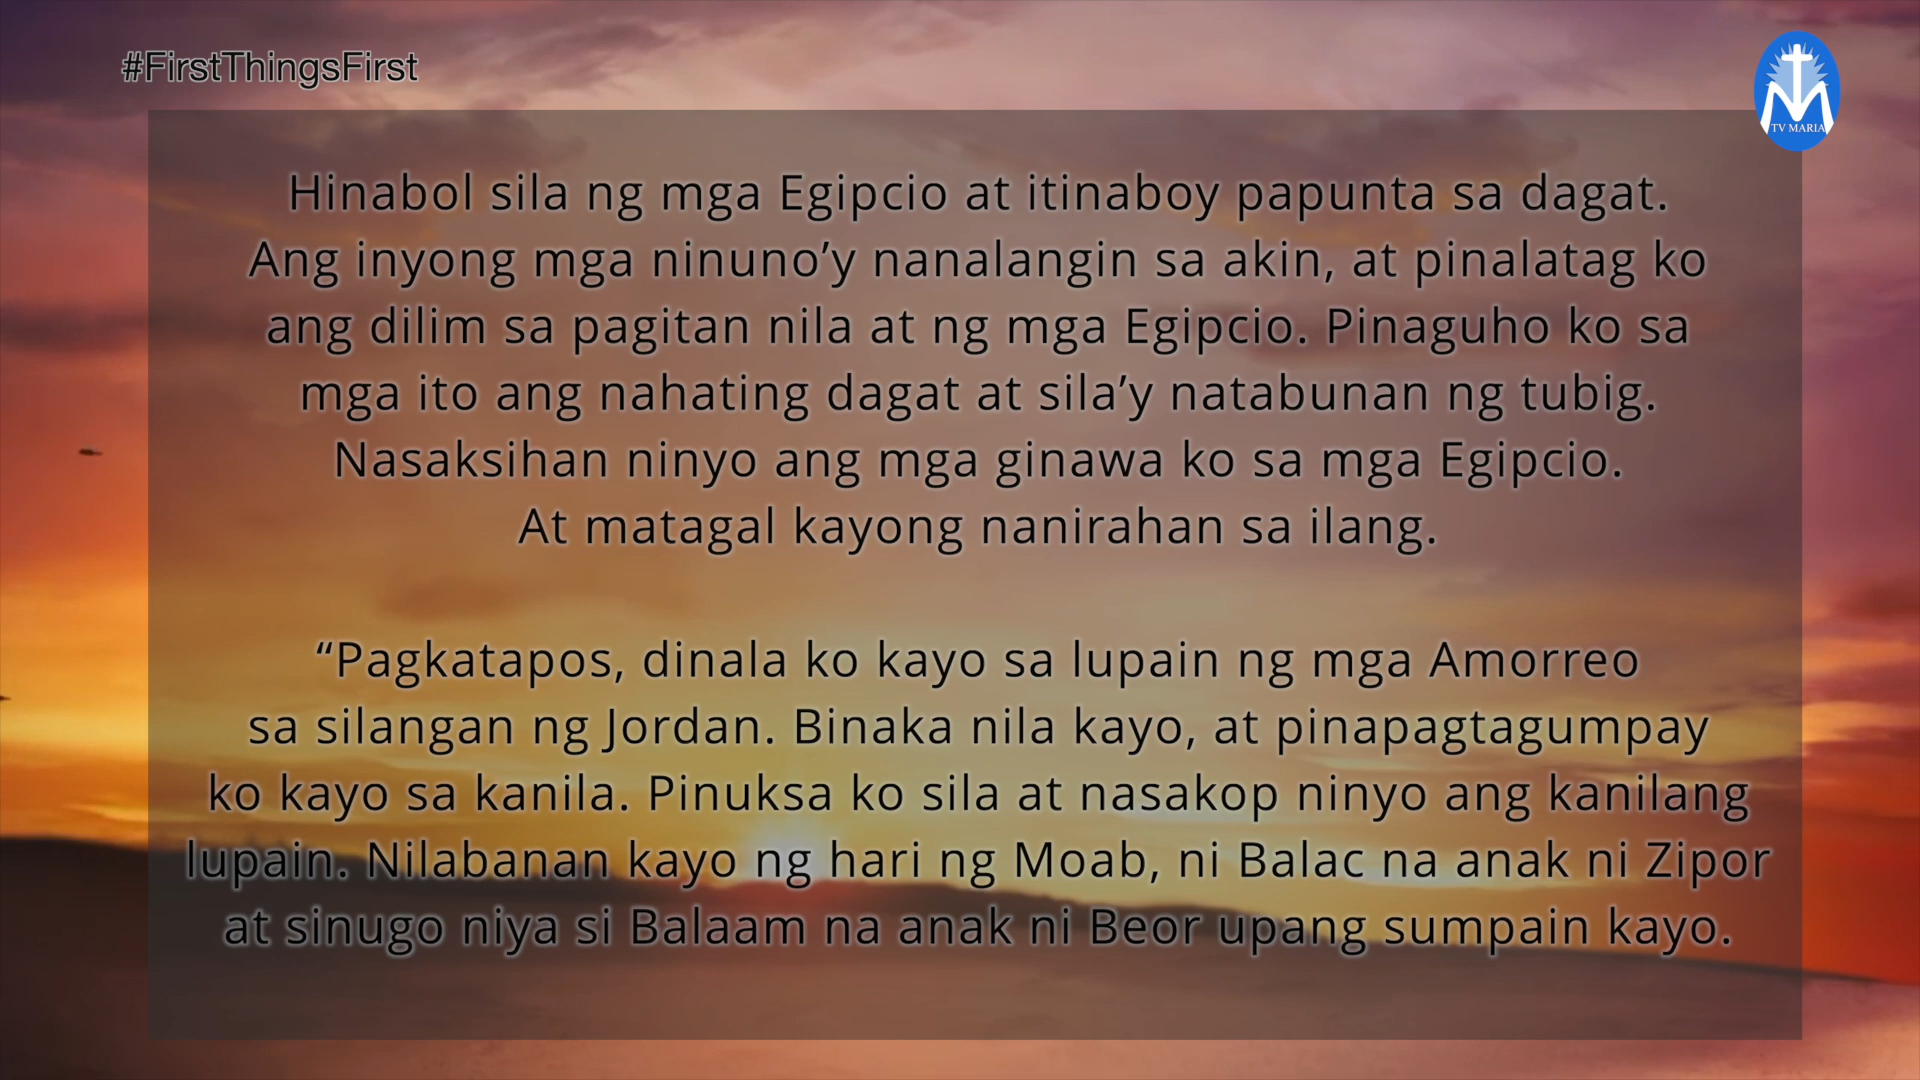 #FirstThingsFirst
TV MARIA
Hinabol sila ng mga Egipcio at itinaboy papunta sa dagat.
Ang inyong mga ninuno’y nanalangin sa akin, at pinalatag ko
ang dilim sa pagitan nila at ng mga Egipcio. Pinaguho ko sa
mga ito ang nahating dagat at sila’y natabunan ng tubig.
Nasaksihan ninyo ang mga ginawa ko sa mga Egipcio.
At matagal kayong nanirahan sa ilang.
“Pagkatapos, dinala ko kayo sa lupain ng mga Amorreo
sa silangan ng Jordan. Binaka nila kayo, at pinapagtagumpay
ko kayo sa kanila. Pinuksa ko sila at nasakop ninyo ang kanilang
lupain. Nilabanan kayo ng hari ng Moab, ni Balac na anak ni Zipor
at sinugo niya si Balaam na anak ni Beor upang sumpain kayo.